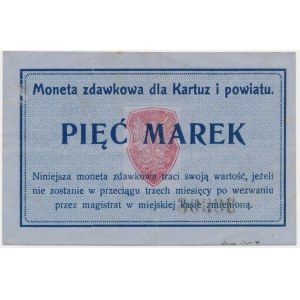 Moneta zdawkowa dla Kartuz i powiatu.
PIĘĆ MAREK
Niniejsza moneta zdawkowa traci swoją wartość, jeżeli
nie zostanie w przeciągu trzech miesięcy po wezwaniu
przez magistrat w miejskiej kasie zmienioną.